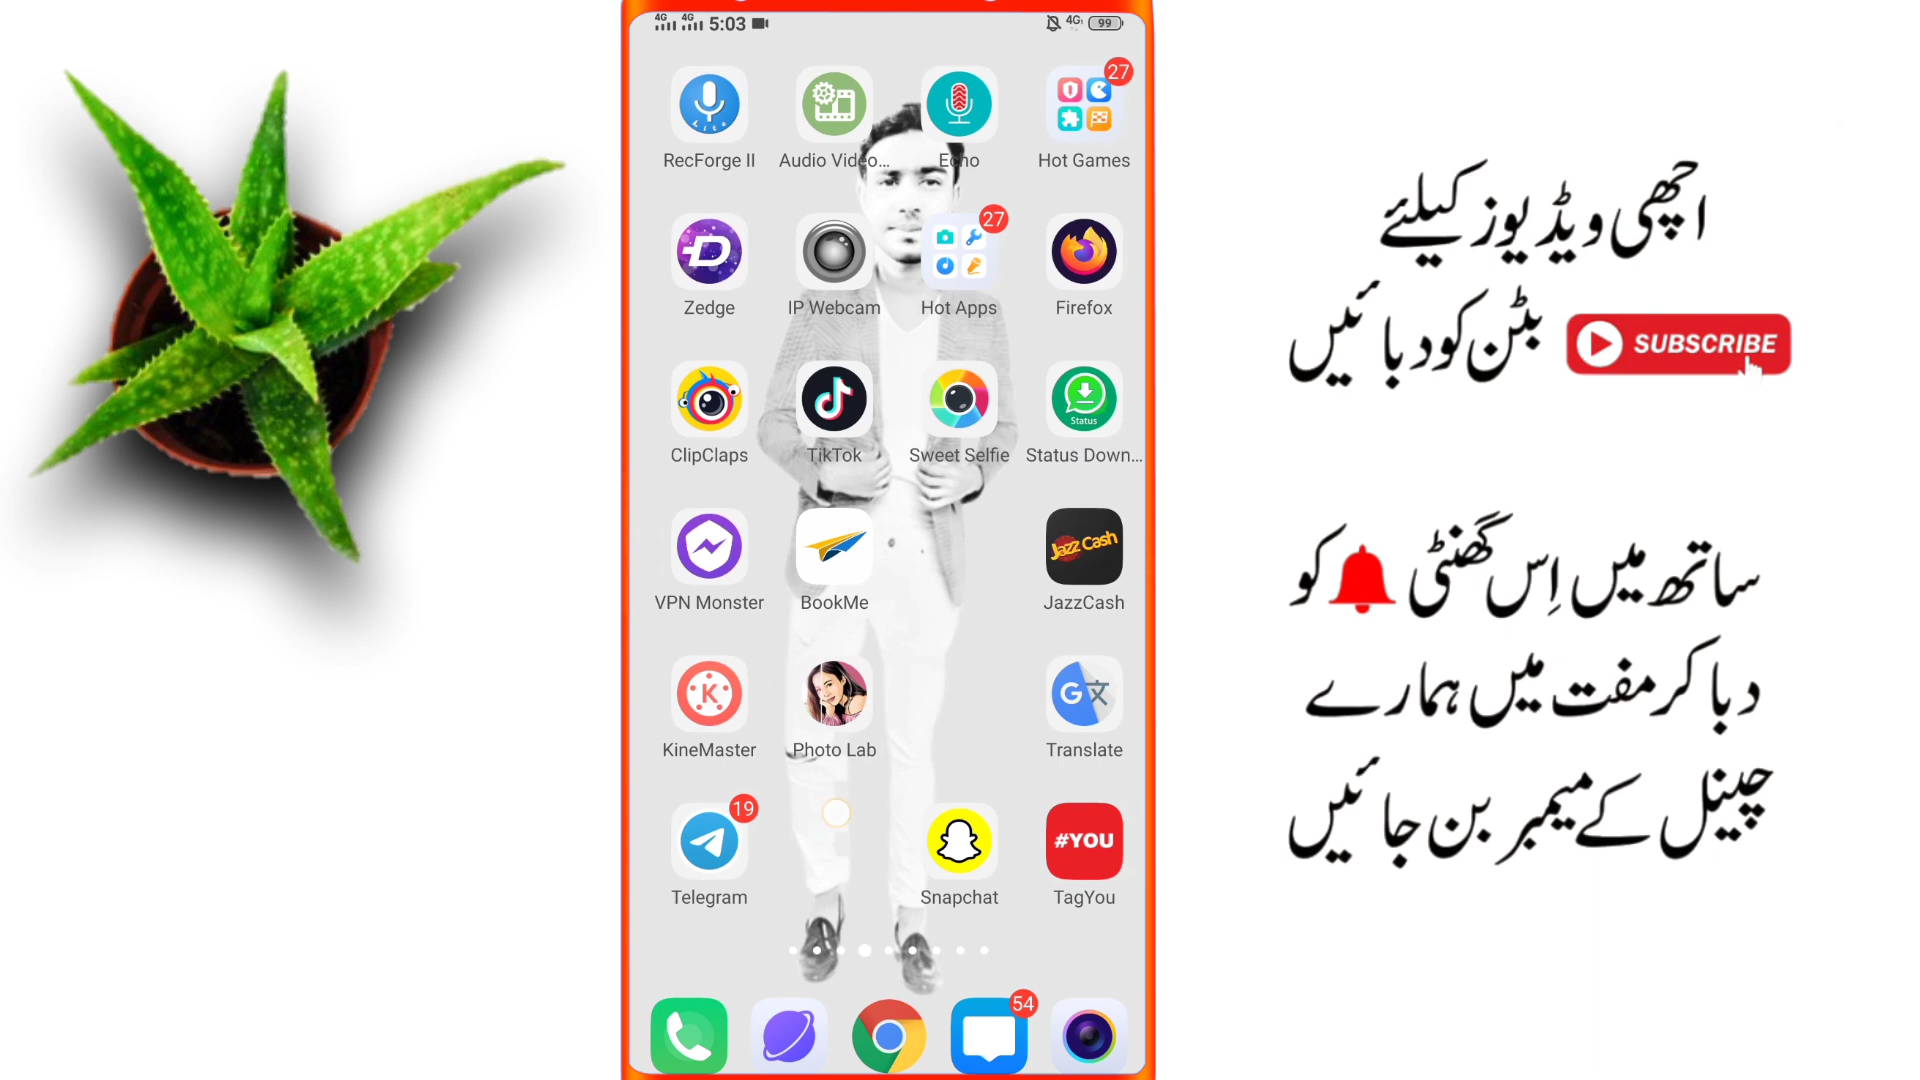 4G 4G 5:03 4G 99
27
RecForge II Audio Video... Echo Hot Games
27
Zedge IP Webcam Hot Apps Firefox
Status
ClipClaps TikTok Sweet Selfie Status Down...
Jazz Cash
VPN Monster BookMe JazzCash
KineMaster Photo Lab Translate
19 #YOU
Telegram Snapchat TagYou
54
اچھی ویڈیوز کیلئے
SUBSCRIBE بٹن کو دبائیں
ساتھ میں اِس گھنٹی کو
دبا کر مفت میں ہمارے
چینل کے میمبر بن جائیں